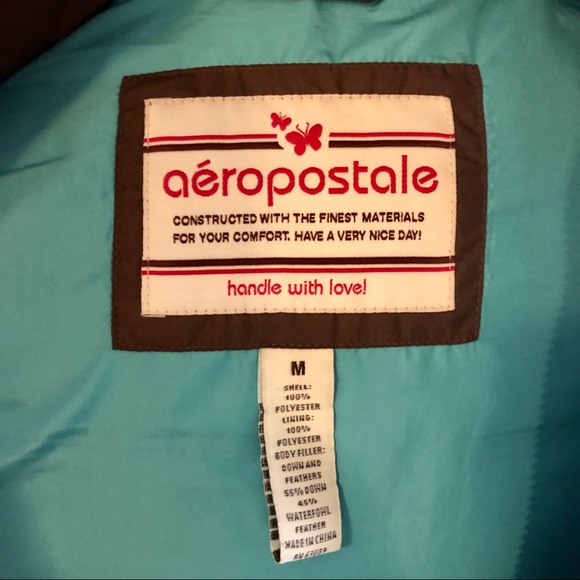 aéropostale
CONSTRUCTED WITH THE FINEST MATERIALS
FOR YOUR COMFORT. HAVE A VERY NICE DAY!
handle with love!
M
SHELL:
100%
POLYESTER
LINING:
100%
POLYESTER
BODY FILLER:
DOWN AND
FEATHERS
55% DOWN
45%
WATERFOWL
FEATHER
MADE IN CHINA